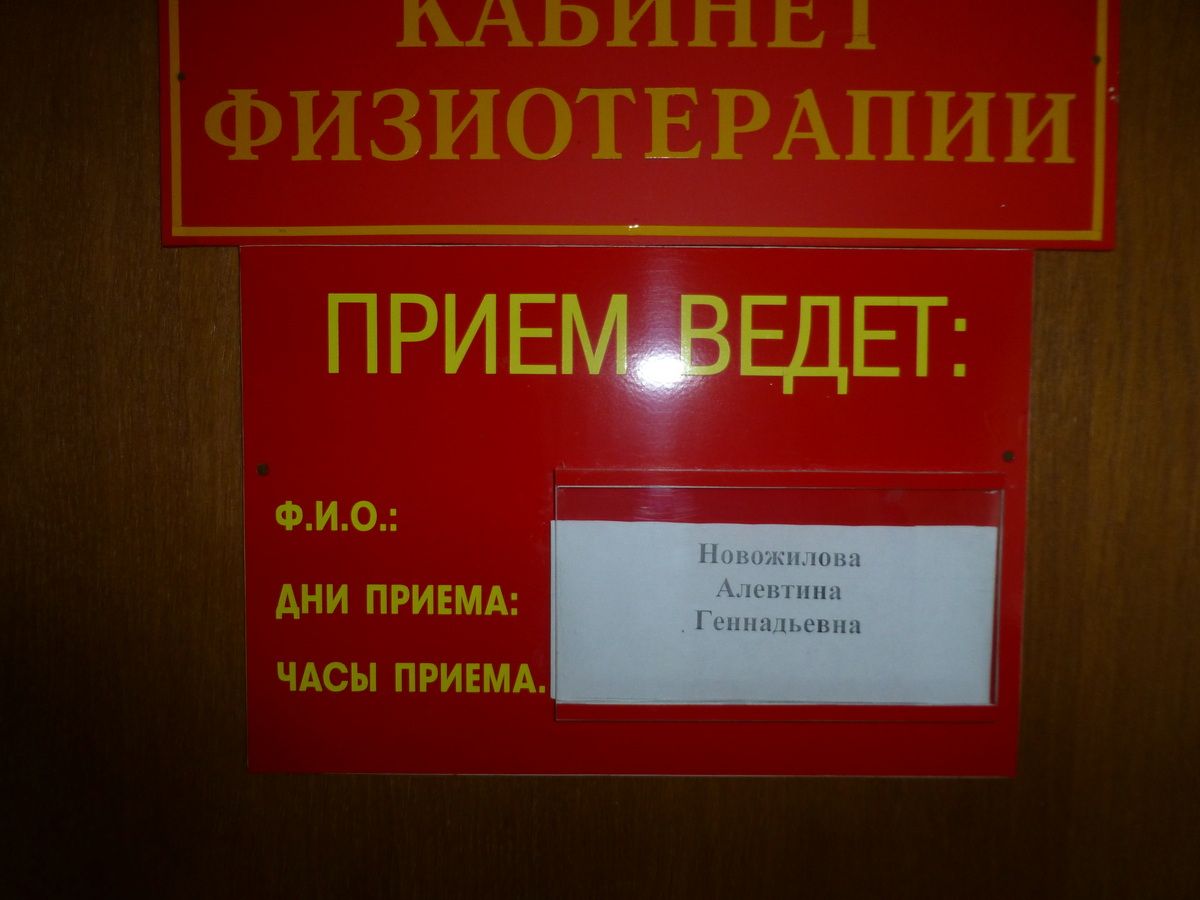 КАБИНЕТ
ФИЗИОТЕРАПИИ
ПРИЕМ ВЕДЕТ:
Ф.И.О.:
ДНИ ПРИЕМА:
ЧАСЫ ПРИЕМА.
Новожилова
Алевтина
Геннадьевна